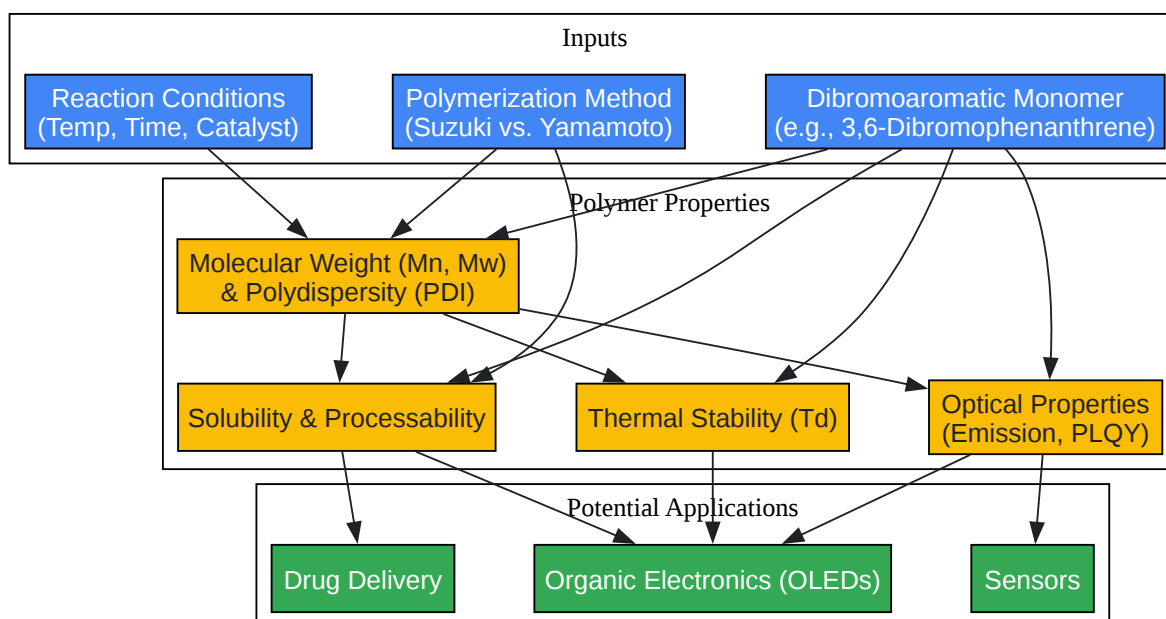 Inputs
Reaction Conditions
(Temp, Time, Catalyst)
Polymerization Method
(Suzuki vs. Yamamoto)
Dibromoaromatic Monomer
(e.g., 3,6-Dibromophenanthrene)
Polymer Properties
Molecular Weight (Mn, Mw)
& Polydispersity (PDI)
Solubility & Processability
Thermal Stability (Td)
Optical Properties
(Emission, PLQY)
Potential Applications
Drug Delivery
Organic Electronics (OLEDs)
Sensors